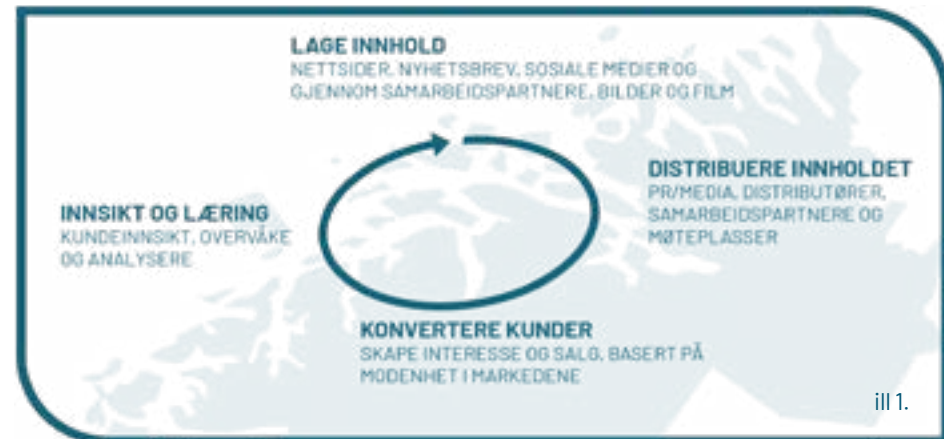 LAGE INNHOLD
NETTSIDER, NYHETSBREV, SOSIALE MEDIER OG
GJENNOM SAMARBEIDSPARTNERE, BILDER OG FILM
DISTRIBUERE INNHOLDET
PR/MEDIA, DISTRIBUTØRER,
SAMARBEIDSPARTNERE OG
MØTEPLASSER
KONVERTERE KUNDER
SKAPE INTERESSE OG SALG, BASERT PÅ
MODENHET I MARKEDENE
INNSIKT OG LÆRING
KUNDEINNSIKT, OVERVÅKE
OG ANALYSERE
ill 1.